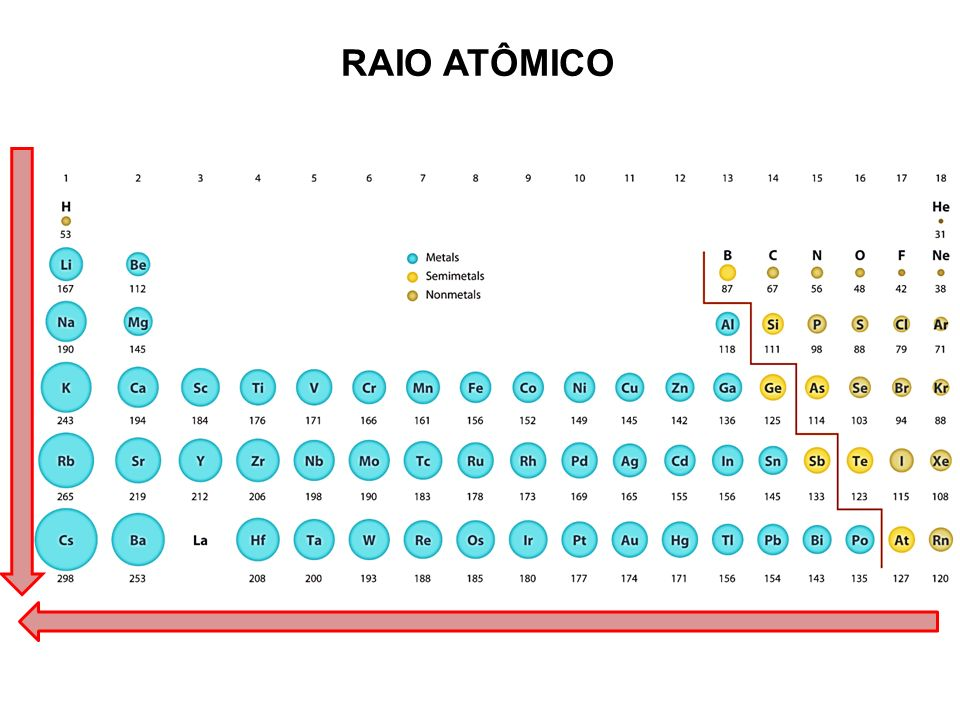 RAIO ATÔMICO
1 2 3 4 5 6 7 8 9 10 11 12 13 14 15 16 17 18
H He
53 31
Metals
Semimetals
Nonmetals
Li Be B C N O F Ne
167 112 87 67 56 48 42 38
Na Mg Al Si P S Cl Ar
190 145 118 111 98 88 79 71
K Ca Sc Ti V Cr Mn Fe Co Ni Cu Zn Ga Ge As Se Br Kr
243 194 184 176 171 166 161 156 152 149 145 142 136 125 114 103 94 88
Rb Sr Y Zr Nb Mo Tc Ru Rh Pd Ag Cd In Sn Sb Te I Xe
265 219 212 206 198 190 183 178 173 169 165 155 156 145 133 123 115 108
Cs Ba La Hf Ta W Re Os Ir Pt Au Hg Tl Pb Bi Po At Rn
298 253 208 200 193 188 185 180 177 174 171 156 154 143 135 127 120